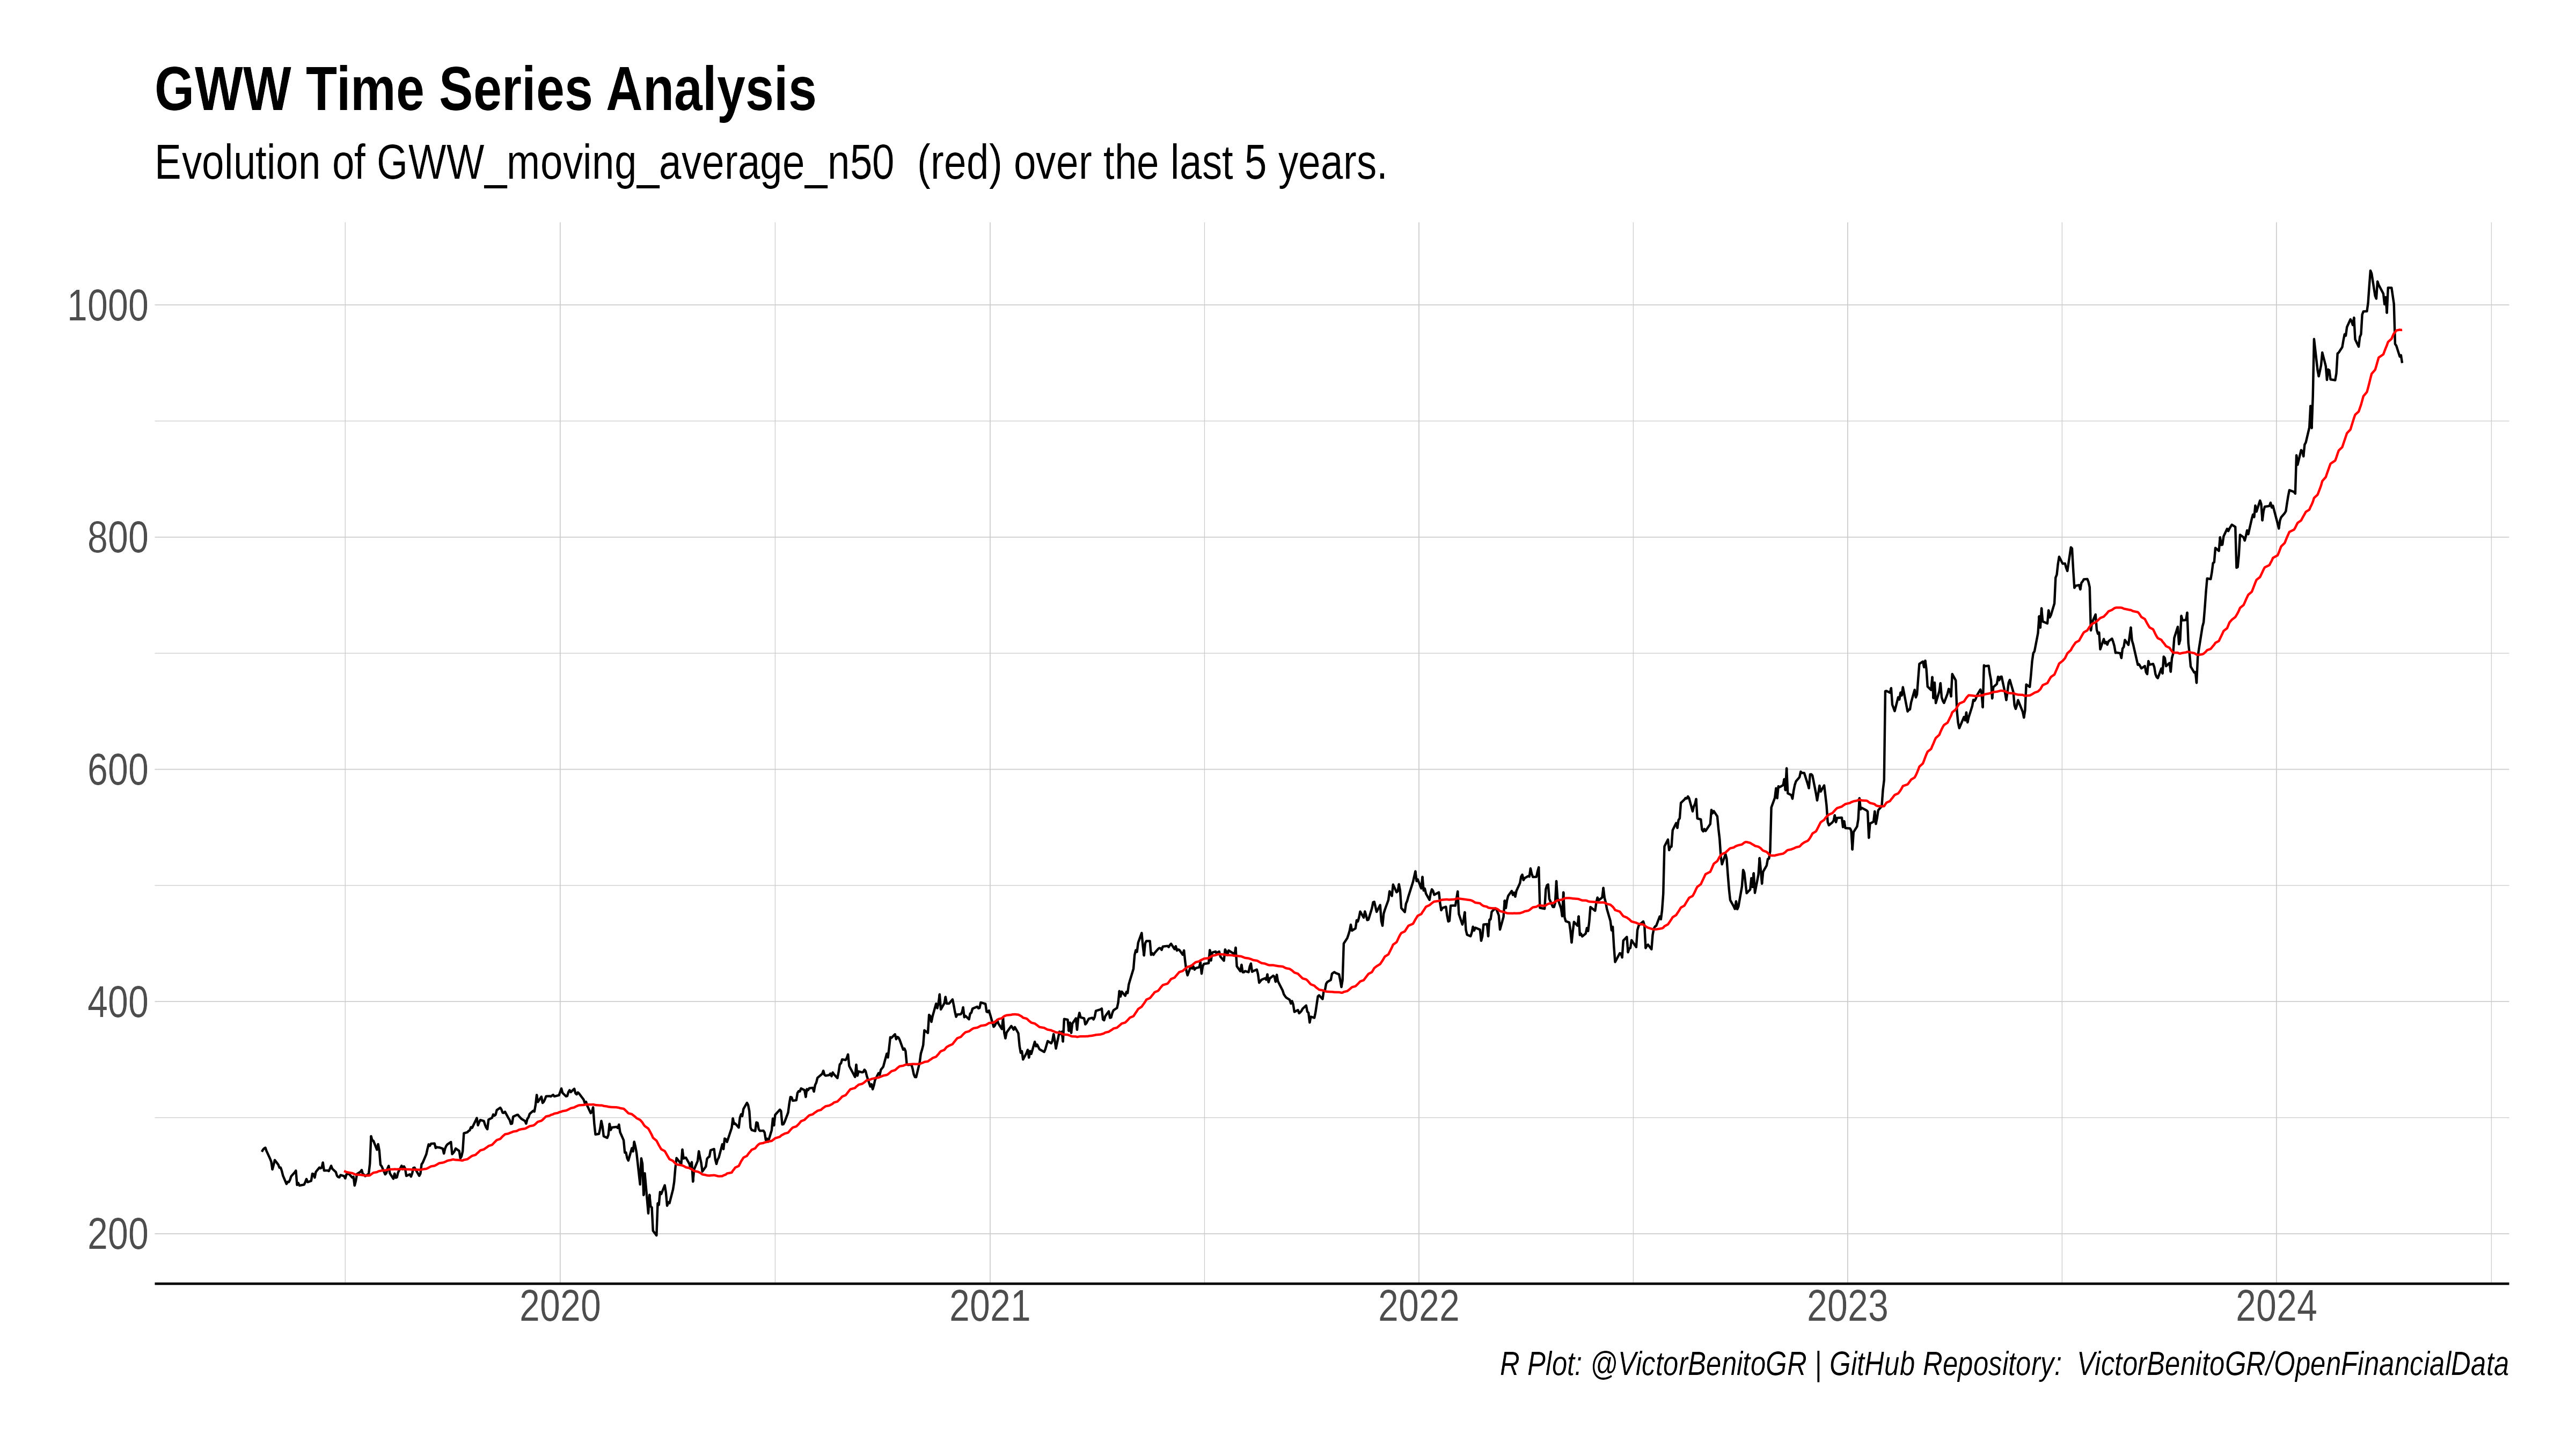 GWW Time Series Analysis
Evolution of GWW_moving_average_n50  (red) over the last 5 years.
1000
800
600
400
200
2020 2021 2022 2023 2024
R Plot: @VictorBenitoGR | GitHub Repository:  VictorBenitoGR/OpenFinancialData